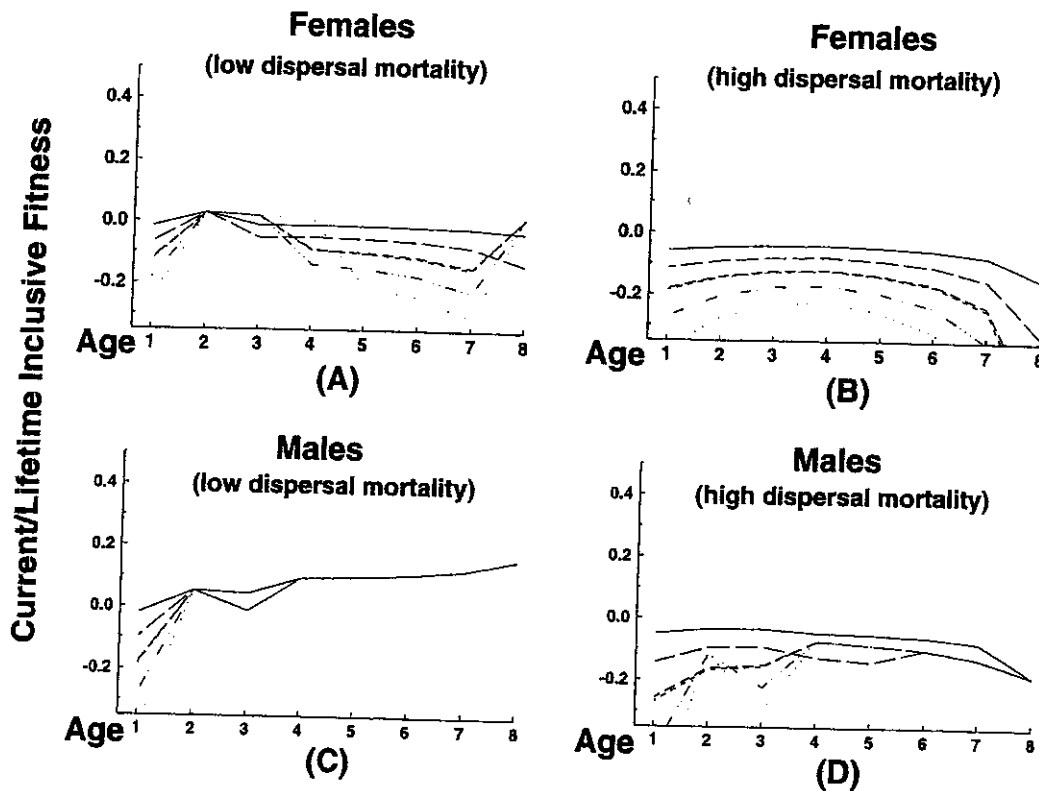 Current/Lifetime Inclusive Fitness
Females
(low dispersal mortality)
0.4
0.2
0.0
-0.2
Age 1 2 3 4 5 6 7 8
(A)
Females
(high dispersal mortality)
0.4
0.2
0.0
-0.2
Age 1 2 3 4 5 6 7 8
(B)
Males
(low dispersal mortality)
0.4
0.2
0.0
-0.2
Age 1 2 3 4 5 6 7 8
(C)
Males
(high dispersal mortality)
0.4
0.2
0.0
-0.2
Age 1 2 3 4 5 6 7 8
(D)